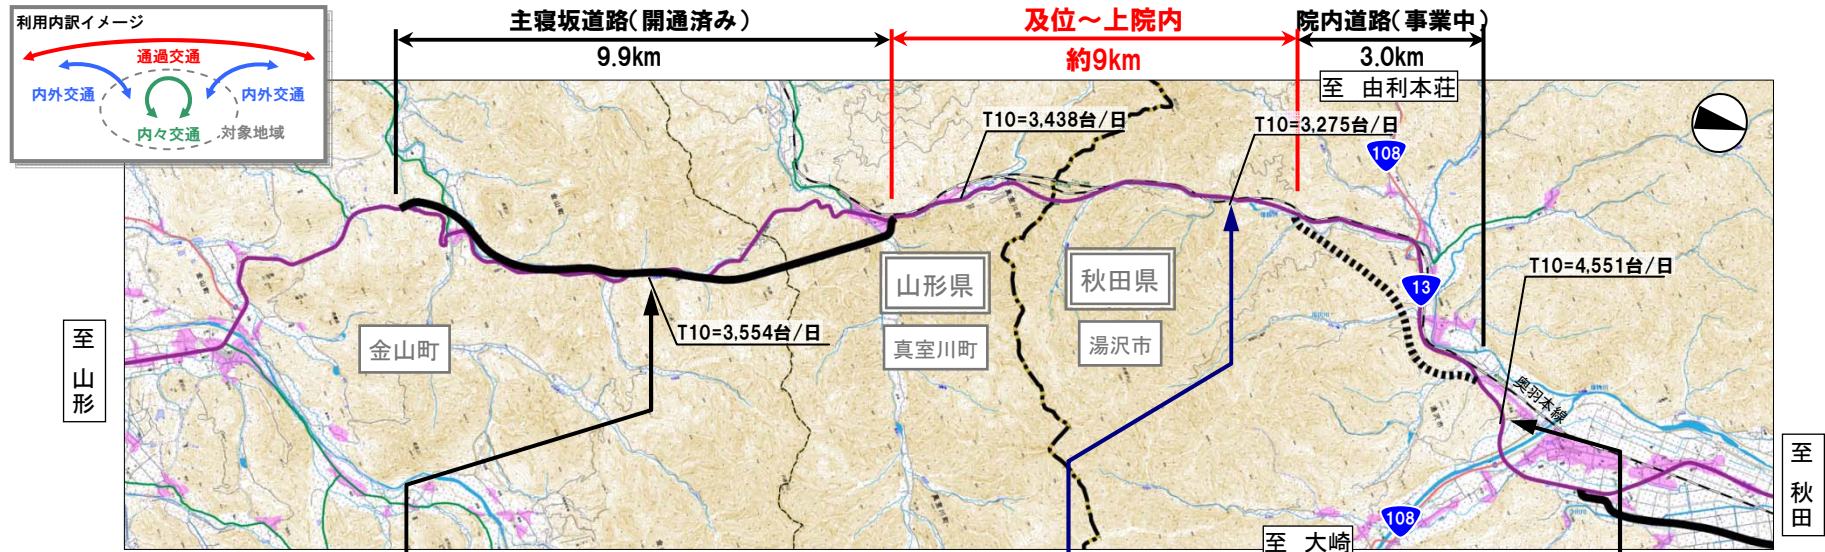 利用内訳イメージ
通過交通
内外交通
内外交通
内々交通
対象地域
主寝坂道路(開通済み)
9.9km
及位~上院内
約9km
院内道路(事業中)
3.0km
至 由利本荘
T10=3,438台/日
T10=3,275台/日
108
T10=4,551台/日
13
山形県
秋田県
T10=3,554台/日
金山町
真室川町
湯沢市
至 山形
奥羽本線
至 秋田
108
至 大崎